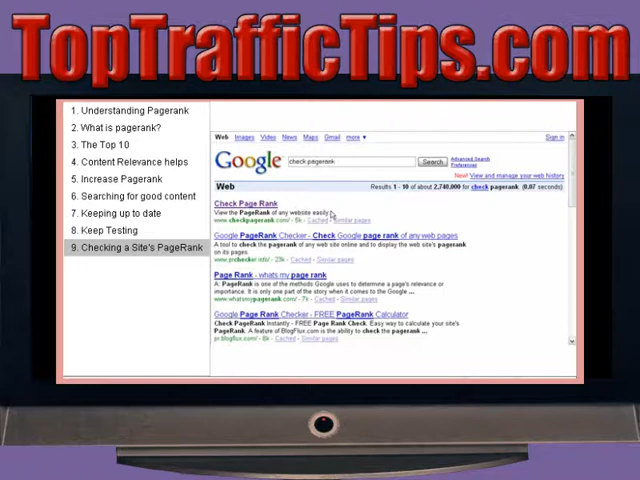 TopTrafficTips.com
1. Understanding Pagerank
2. What is pagerank?
3. The Top 10
4. Content Relevance helps
5. Increase Pagerank
6. Searching for good content
7. Keeping up to date
8. Keep Testing
9. Checking a Site's PageRank
Web Images Video News Maps Gmail more ▼ Sign in
Google check pagerank Search Advanced Search
Preferences
New! View and manage your web history
Web Results 1 - 10 of about 2,740,000 for check pagerank. (0.07 seconds)
Check Page Rank
View the PageRank of any website easily
www.checkpagerank.com/ - 6k - Cached - Similar pages
Google PageRank Checker - Check Google page rank of any web pages
A tool to check the pagerank of any web site online and to display the web site's pagerank
on its pages
www.prchecker.info/ - 23k - Cached - Similar pages
Page Rank - whats my page rank
A: PageRank is one of the methods Google uses to determine a page's relevance or
importance. It is only one part of the story when it comes to the Google ...
www.whatsmypagerank.com/ - 7k - Cached - Similar pages
Google Page Rank Checker - FREE PageRank Calculator
Check PageRank Instantly - FREE Page Rank Check. Easy way to calculate your site's
PageRank. A feature of BlogFlux.com is the ability to check the pagerank ...
pr.blogflux.com/ - 8k - Cached - Similar pages